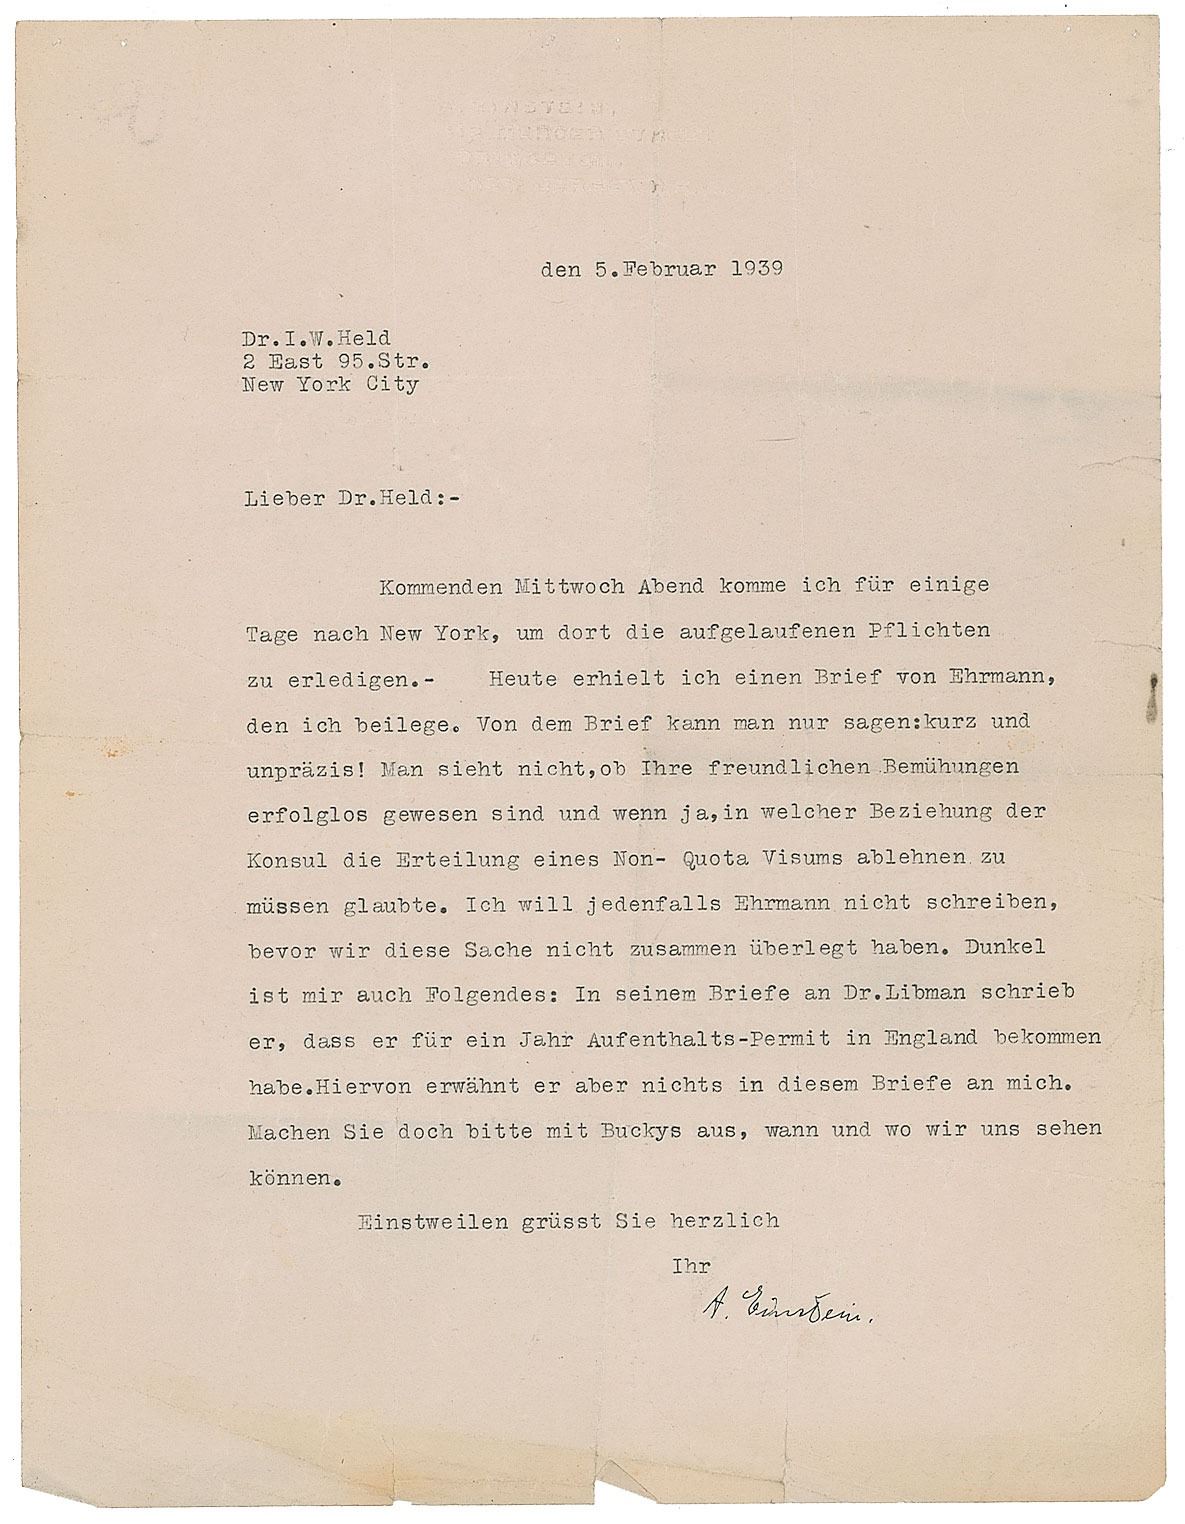 den 5.Februar 1939
Dr.I.W.Held
2 East 95.Str.
New York City
Lieber Dr.Held:-
Kommenden Mittwoch Abend komme ich für einige
Tage nach New York, um dort die aufgelaufenen Pflichten
zu erledigen.- Heute erhielt ich einen Brief von Ehrmann,
den ich beilege. Von dem Brief kann man nur sagen:kurz und
unpräzis! Man sieht nicht,ob Ihre freundlichen Bemühungen
erfolglos gewesen sind und wenn ja,in welcher Beziehung der
Konsul die Erteilung eines Non- Quota Visums ablehnen zu
müssen glaubte. Ich will jedenfalls Ehrmann nicht schreiben,
bevor wir diese Sache nicht zusammen überlegt haben. Dunkel
ist mir auch Folgendes: In seinem Briefe an Dr.Libman schrieb
er, dass er für ein Jahr Aufenthalts-Permit in England bekommen
habe.Hiervon erwähnt er aber nichts in diesem Briefe an mich.
Machen Sie doch bitte mit Buckys aus, wann und wo wir uns sehen
können.
Einstweilen grüsst Sie herzlich
Ihr
A. Einstein.